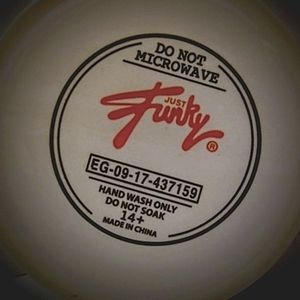 DO NOT
MICROWAVE
JUST
Funky®
EG-09-17-437159
HAND WASH ONLY
DO NOT SOAK
14+
MADE IN CHINA